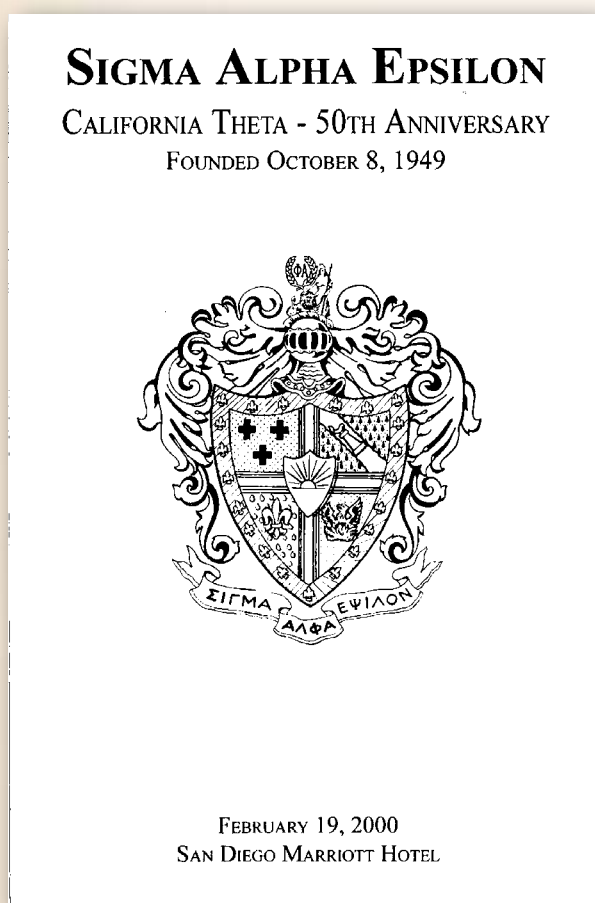 SIGMA ALPHA EPSILON
CALIFORNIA THETA - 50TH ANNIVERSARY
FOUNDED OCTOBER 8, 1949
ΦΑ
ΣΙΓΜΑ
ΑΛΦΑ
ΕΨΙΛΟΝ
FEBRUARY 19, 2000
SAN DIEGO MARRIOTT HOTEL